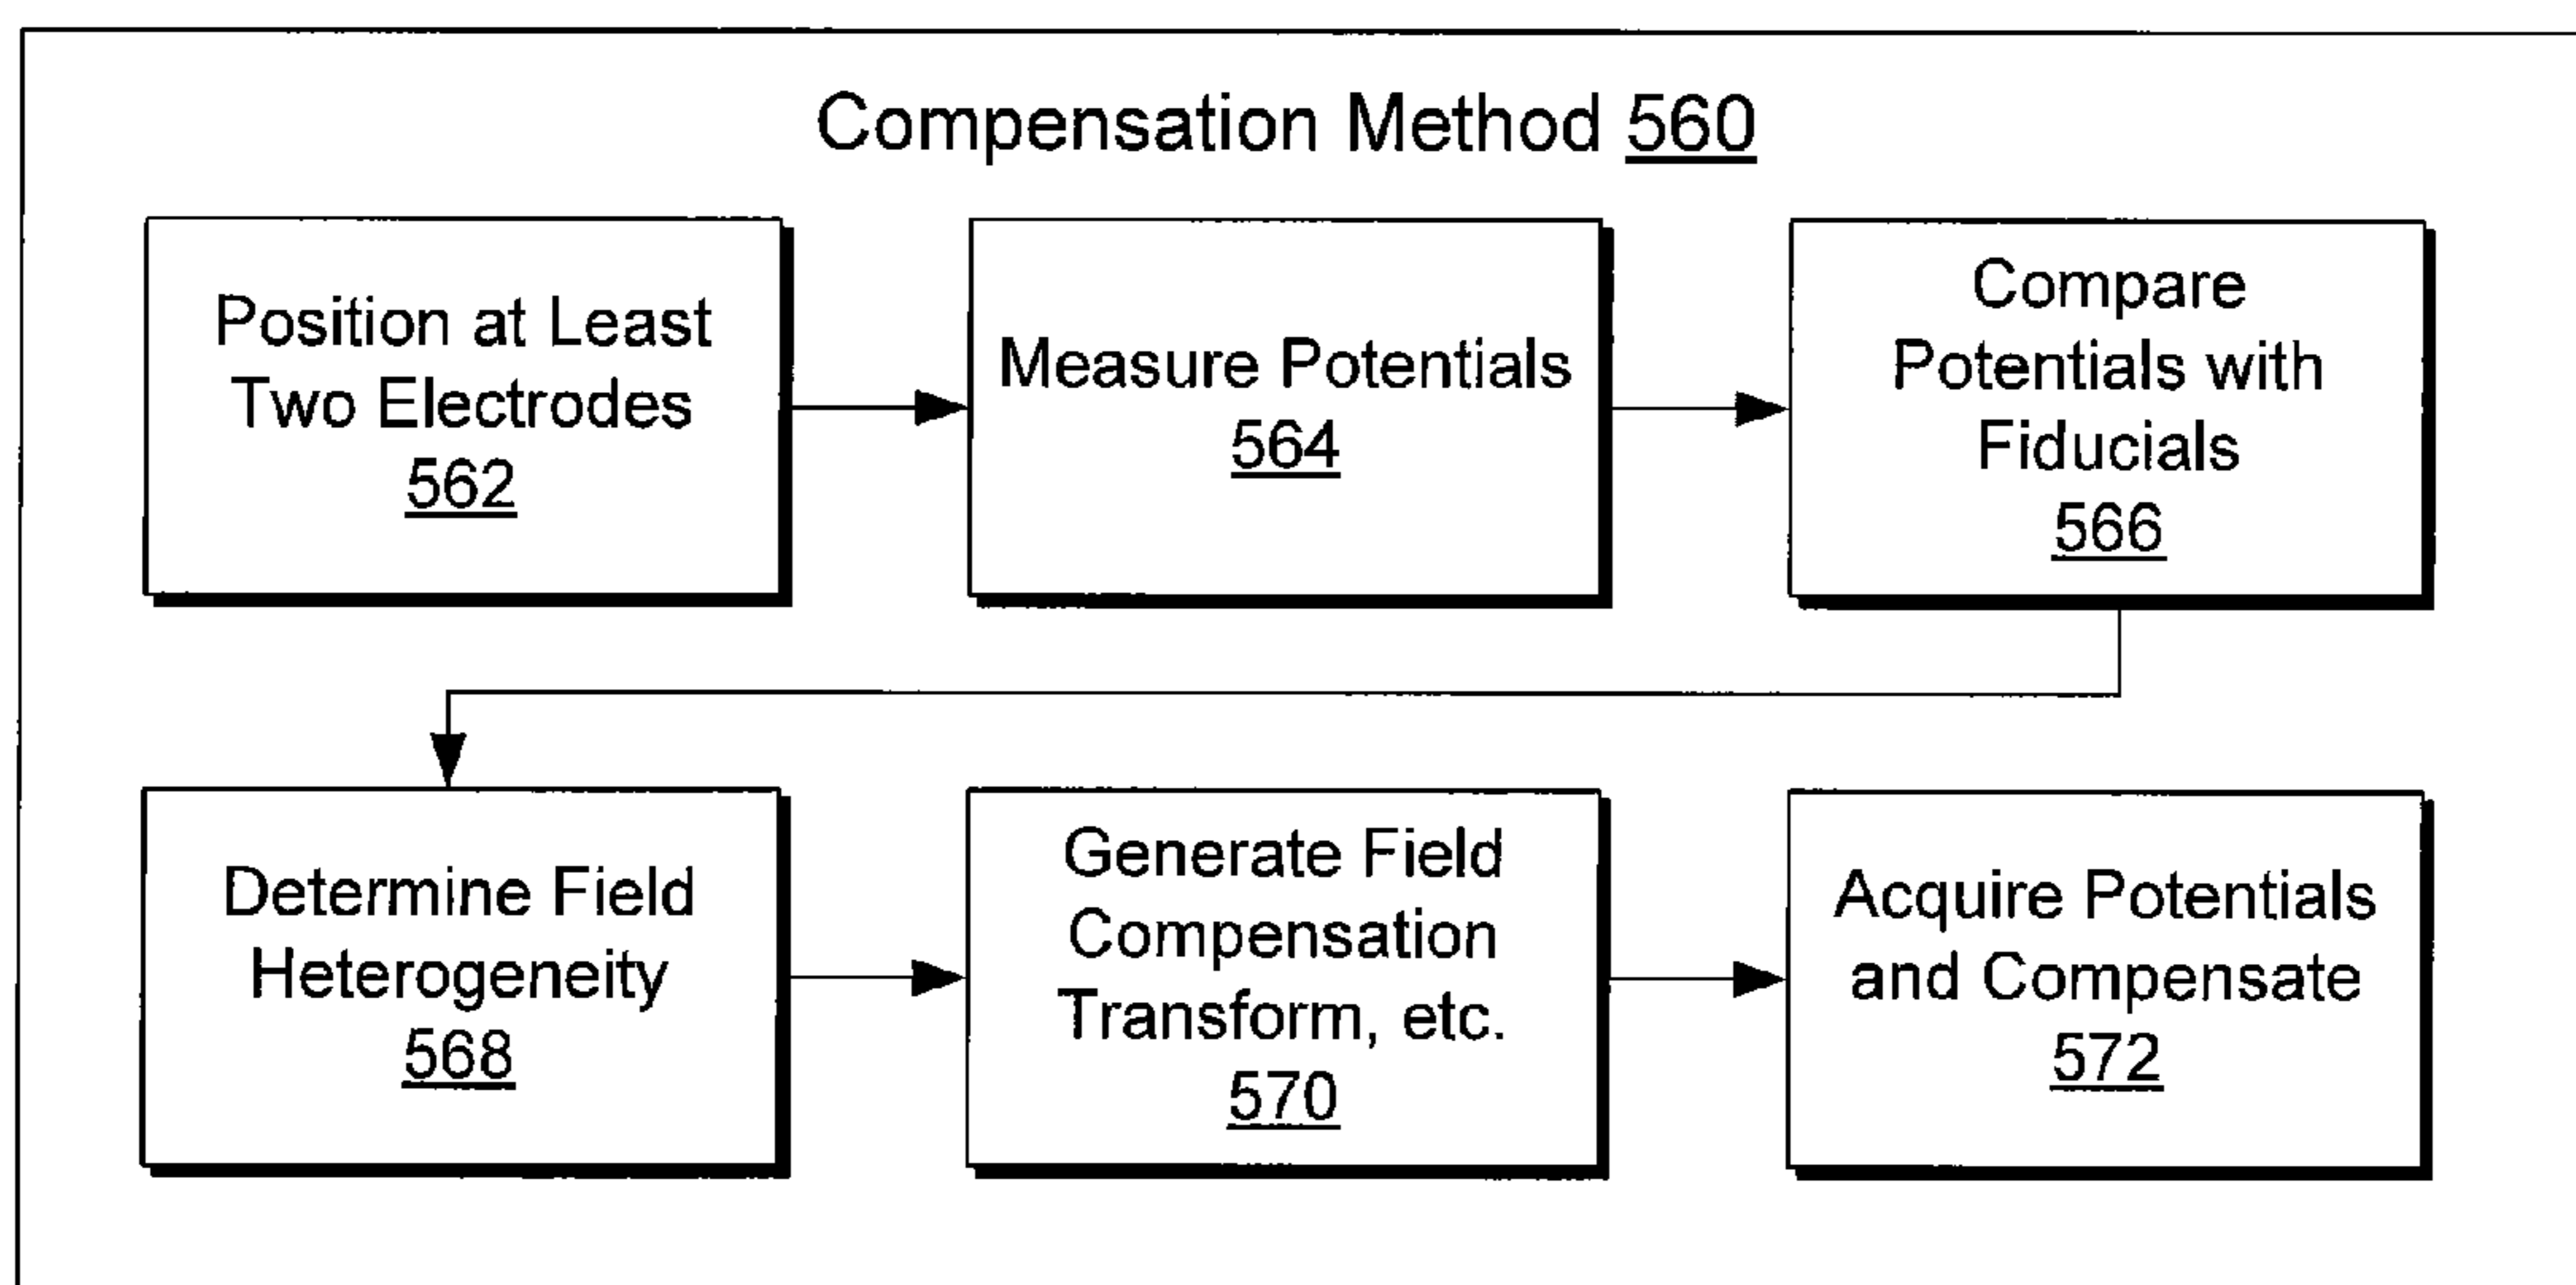 Compensation Method 560
Position at Least
Two Electrodes
562
Measure Potentials
564
Compare
Potentials with
Fiducials
566
Determine Field
Heterogeneity
568
Generate Field
Compensation
Transform, etc.
570
Acquire Potentials
and Compensate
572